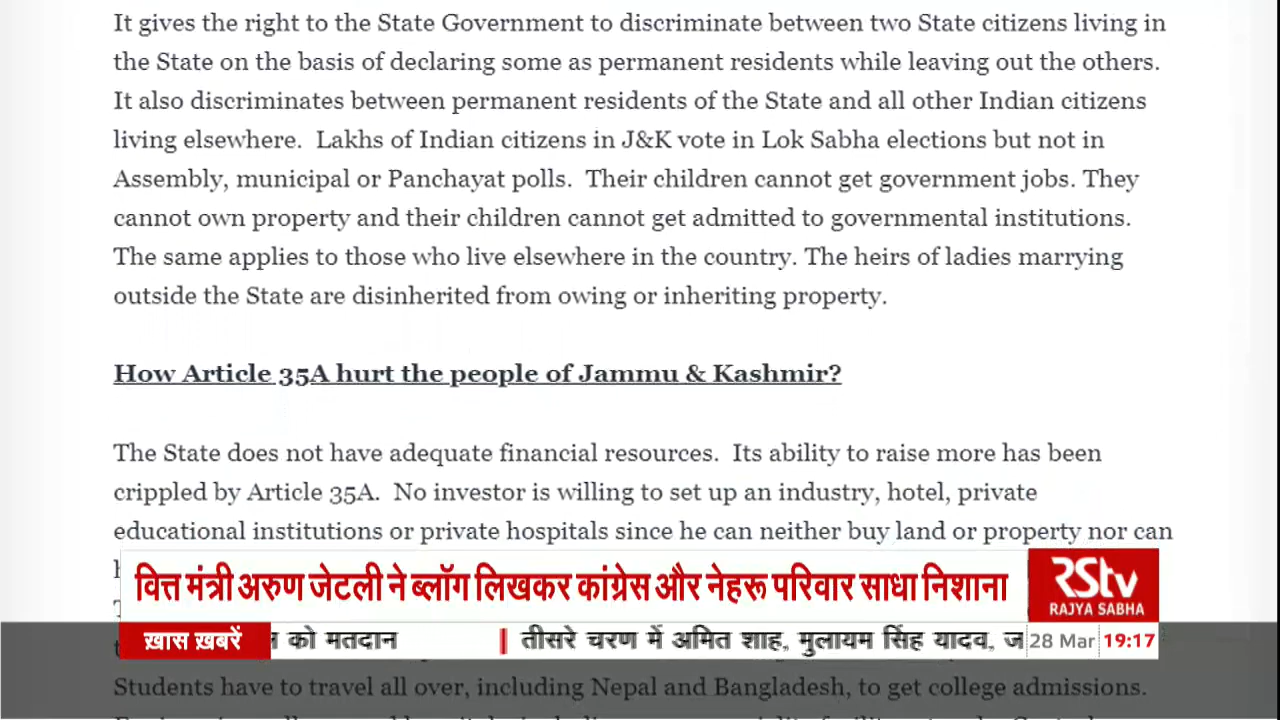 It gives the right to the State Government to discriminate between two State citizens living in
the State on the basis of declaring some as permanent residents while leaving out the others.
It also discriminates between permanent residents of the State and all other Indian citizens
living elsewhere.  Lakhs of Indian citizens in J&K vote in Lok Sabha elections but not in
Assembly, municipal or Panchayat polls.  Their children cannot get government jobs. They
cannot own property and their children cannot get admitted to governmental institutions.
The same applies to those who live elsewhere in the country. The heirs of ladies marrying
outside the State are disinherited from owing or inheriting property.
How Article 35A hurt the people of Jammu & Kashmir?
The State does not have adequate financial resources.  Its ability to raise more has been
crippled by Article 35A.  No investor is willing to set up an industry, hotel, private
educational institutions or private hospitals since he can neither buy land or property nor can
वित्त मंत्री अरुण जेटली ने ब्लॉग लिखकर कांग्रेस और नेहरू परिवार साधा निशाना
RStv
RAJYA SABHA
ख़ास ख़बरें
को मतदान | तीसरे चरण में अमित शाह, मुलायम सिंह यादव, ज
28 Mar 19:17
Students have to travel all over, including Nepal and Bangladesh, to get college admissions.